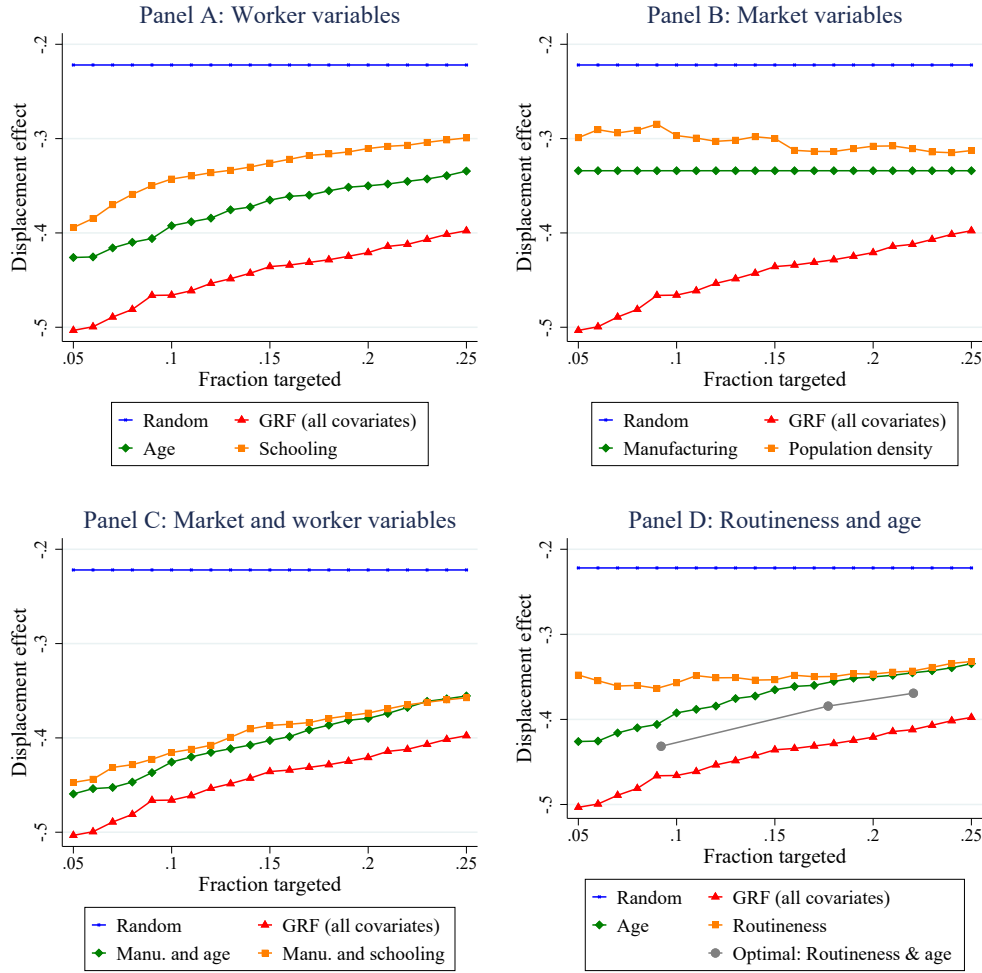 Panel A: Worker variables
Displacement effect
-.2
-.3
-.4
-.5
.05 .1 .15 .2 .25
Fraction targeted
Random GRF (all covariates)
Age Schooling
Panel B: Market variables
Displacement effect
-.2
-.3
-.4
-.5
.05 .1 .15 .2 .25
Fraction targeted
Random GRF (all covariates)
Manufacturing Population density
Panel C: Market and worker variables
Displacement effect
-.2
-.3
-.4
-.5
.05 .1 .15 .2 .25
Fraction targeted
Random GRF (all covariates)
Manu. and age Manu. and schooling
Panel D: Routineness and age
Displacement effect
-.2
-.3
-.4
-.5
.05 .1 .15 .2 .25
Fraction targeted
Random GRF (all covariates)
Age Routineness
Optimal: Routineness & age